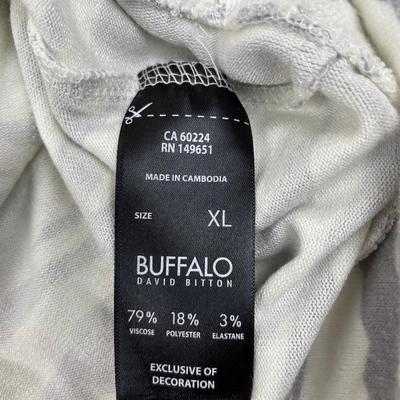 CA 60224
RN 149651
MADE IN CAMBODIA
SIZE XL
BUFFALO
DAVID BITTON
79% 18% 3%
VISCOSE POLYESTER ELASTANE
EXCLUSIVE OF
DECORATION